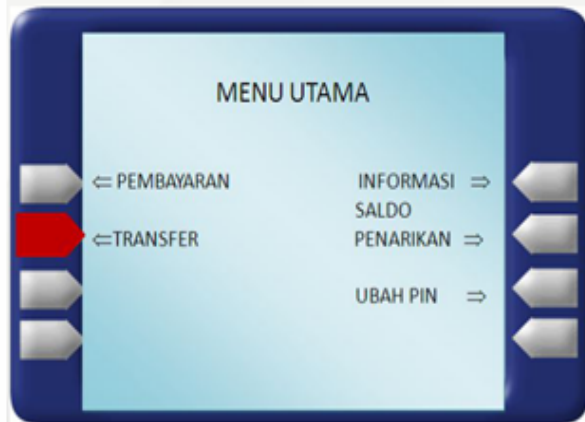 MENU UTAMA
⇐ PEMBAYARAN
INFORMASI ⇒
SALDO
⇐TRANSFER
PENARIKAN ⇒
UBAH PIN ⇒